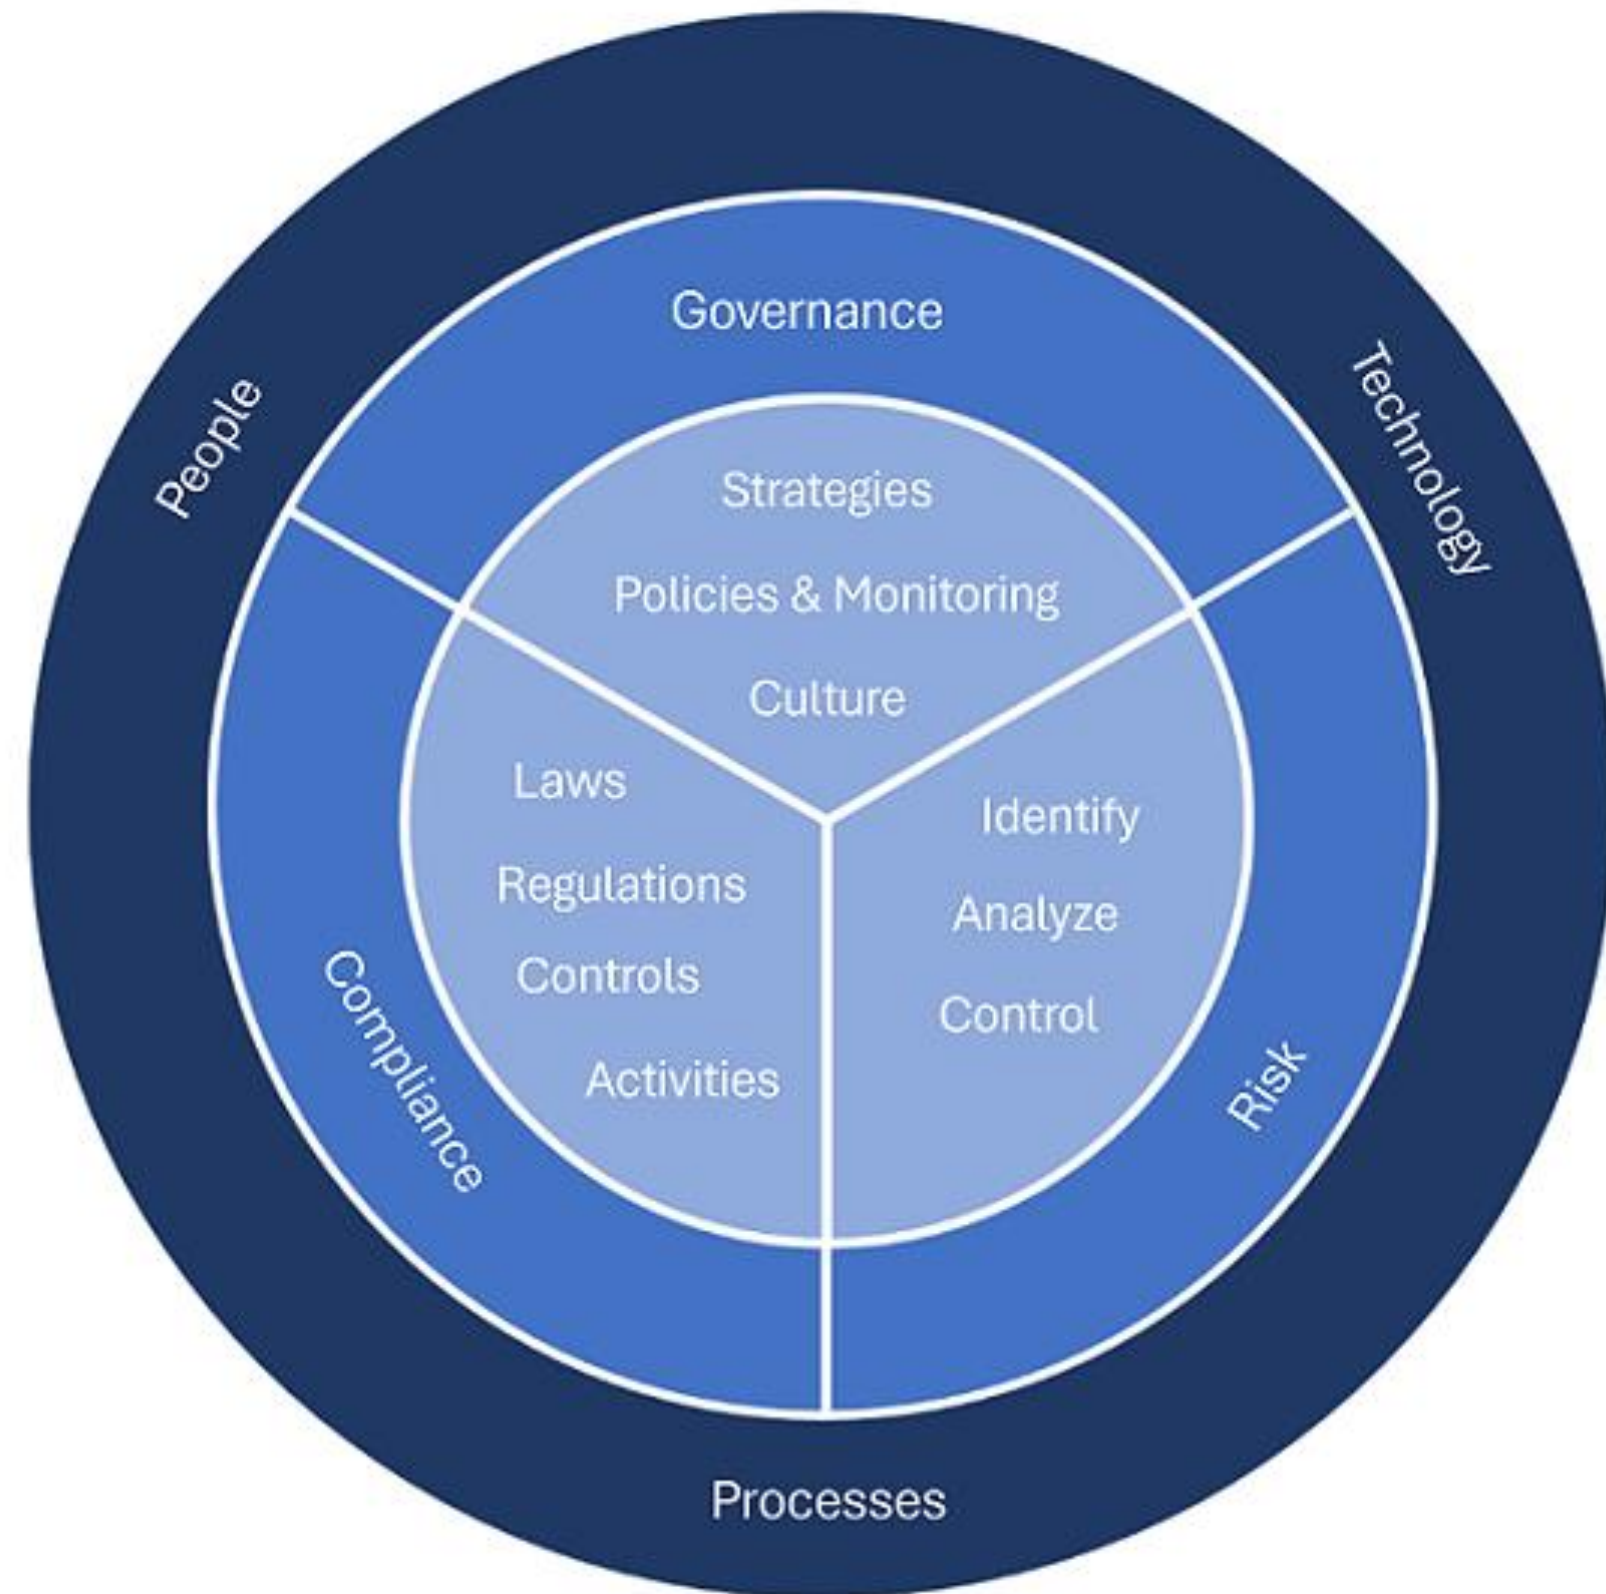 People
Technology
Processes
Governance
Compliance
Risk
Strategies
Policies & Monitoring
Culture
Laws
Regulations
Controls
Activities
Identify
Analyze
Control